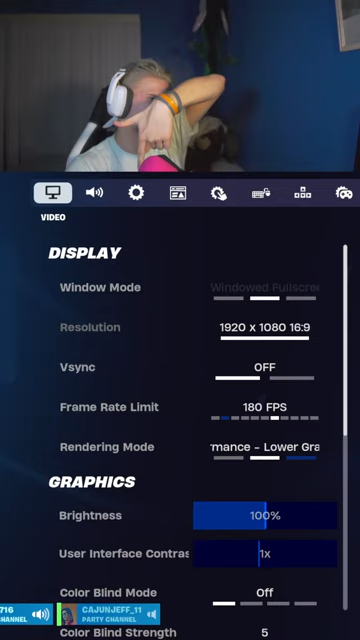 VIDEO
DISPLAY
Window Mode Windowed Fullscree
Resolution 1920 x 1080 16:9
Vsync OFF
Frame Rate Limit 180 FPS
Rendering Mode rmance - Lower Gra
GRAPHICS
Brightness 100%
User Interface Contras 1x
Color Blind Mode Off
716 CAJUNJEFF_11
CHANNEL PARTY CHANNEL
Color Blind Strength 5